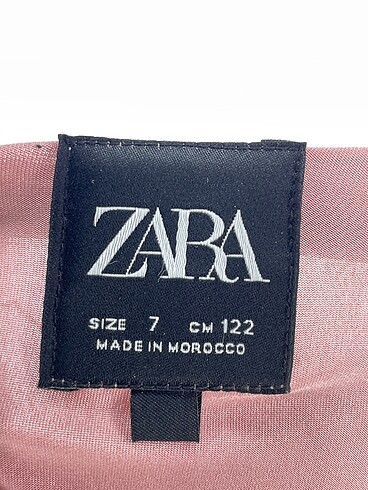 ZARA
SIZE 7 CM 122
MADE IN MOROCCO